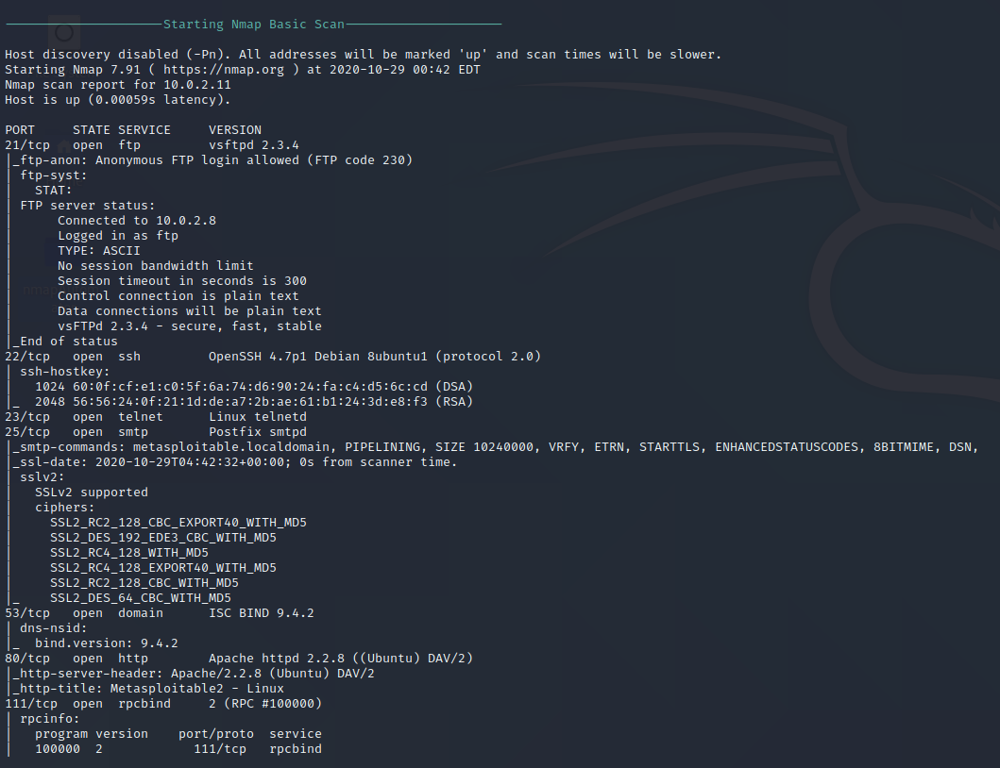 Starting Nmap Basic Scan
Host discovery disabled (-Pn). All addresses will be marked 'up' and scan times will be slower.
Starting Nmap 7.91 ( https://nmap.org ) at 2020-10-29 00:42 EDT
Nmap scan report for 10.0.2.11
Host is up (0.00059s latency).

PORT     STATE SERVICE     VERSION
21/tcp   open  ftp         vsftpd 2.3.4
|_ftp-anon: Anonymous FTP login allowed (FTP code 230)
| ftp-syst:
|   STAT:
| FTP server status:
|      Connected to 10.0.2.8
|      Logged in as ftp
|      TYPE: ASCII
|      No session bandwidth limit
|      Session timeout in seconds is 300
|      Control connection is plain text
|      Data connections will be plain text
|      vsFTPd 2.3.4 - secure, fast, stable
|_End of status
22/tcp   open  ssh         OpenSSH 4.7p1 Debian 8ubuntu1 (protocol 2.0)
| ssh-hostkey:
|   1024 60:0f:cf:e1:c0:5f:6a:74:d6:90:24:fa:c4:d5:6c:cd (DSA)
|_  2048 56:56:24:0f:21:1d:de:a7:2b:ae:61:b1:24:3d:e8:f3 (RSA)
23/tcp   open  telnet      Linux telnetd
25/tcp   open  smtp        Postfix smtpd
|_smtp-commands: metasploitable.localdomain, PIPELINING, SIZE 10240000, VRFY, ETRN, STARTTLS, ENHANCEDSTATUSCODES, 8BITMIME, DSN,
|_ssl-date: 2020-10-29T04:42:32+00:00; 0s from scanner time.
| sslv2:
|   SSLv2 supported
|   ciphers:
|     SSL2_RC2_128_CBC_EXPORT40_WITH_MD5
|     SSL2_DES_192_EDE3_CBC_WITH_MD5
|     SSL2_RC4_128_WITH_MD5
|     SSL2_RC4_128_EXPORT40_WITH_MD5
|     SSL2_RC2_128_CBC_WITH_MD5
|_    SSL2_DES_64_CBC_WITH_MD5
53/tcp   open  domain      ISC BIND 9.4.2
| dns-nsid:
|_  bind.version: 9.4.2
80/tcp   open  http        Apache httpd 2.2.8 ((Ubuntu) DAV/2)
|_http-server-header: Apache/2.2.8 (Ubuntu) DAV/2
|_http-title: Metasploitable2 - Linux
111/tcp  open  rpcbind     2 (RPC #100000)
| rpcinfo:
|   program version    port/proto  service
|   100000  2            111/tcp   rpcbind